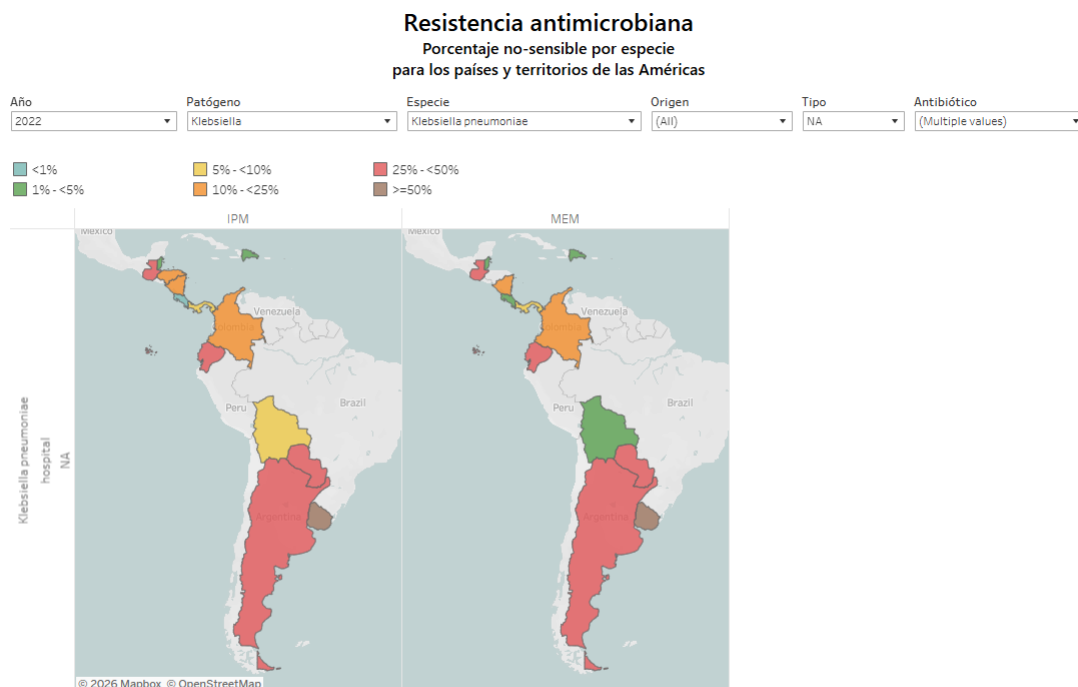 Resistencia antimicrobiana
Porcentaje no-sensible por especie
para los países y territorios de las Américas
Año
Patógeno
Especie
Origen
Tipo
Antibiótico
2022
Klebsiella
Klebsiella pneumoniae
(All)
NA
(Multiple values)
<1%
5% - <10%
25% - <50%
1% - <5%
10% - <25%
>=50%
IPM
MEM
Mexico
Mexico
Venezuela
Venezuela
Colombia
Colombia
Peru
Brazil
Peru
Brazil
Argentina
Argentina
Klebsiella pneumoniae
hospital
NA
© 2026 Mapbox © OpenStreetMap